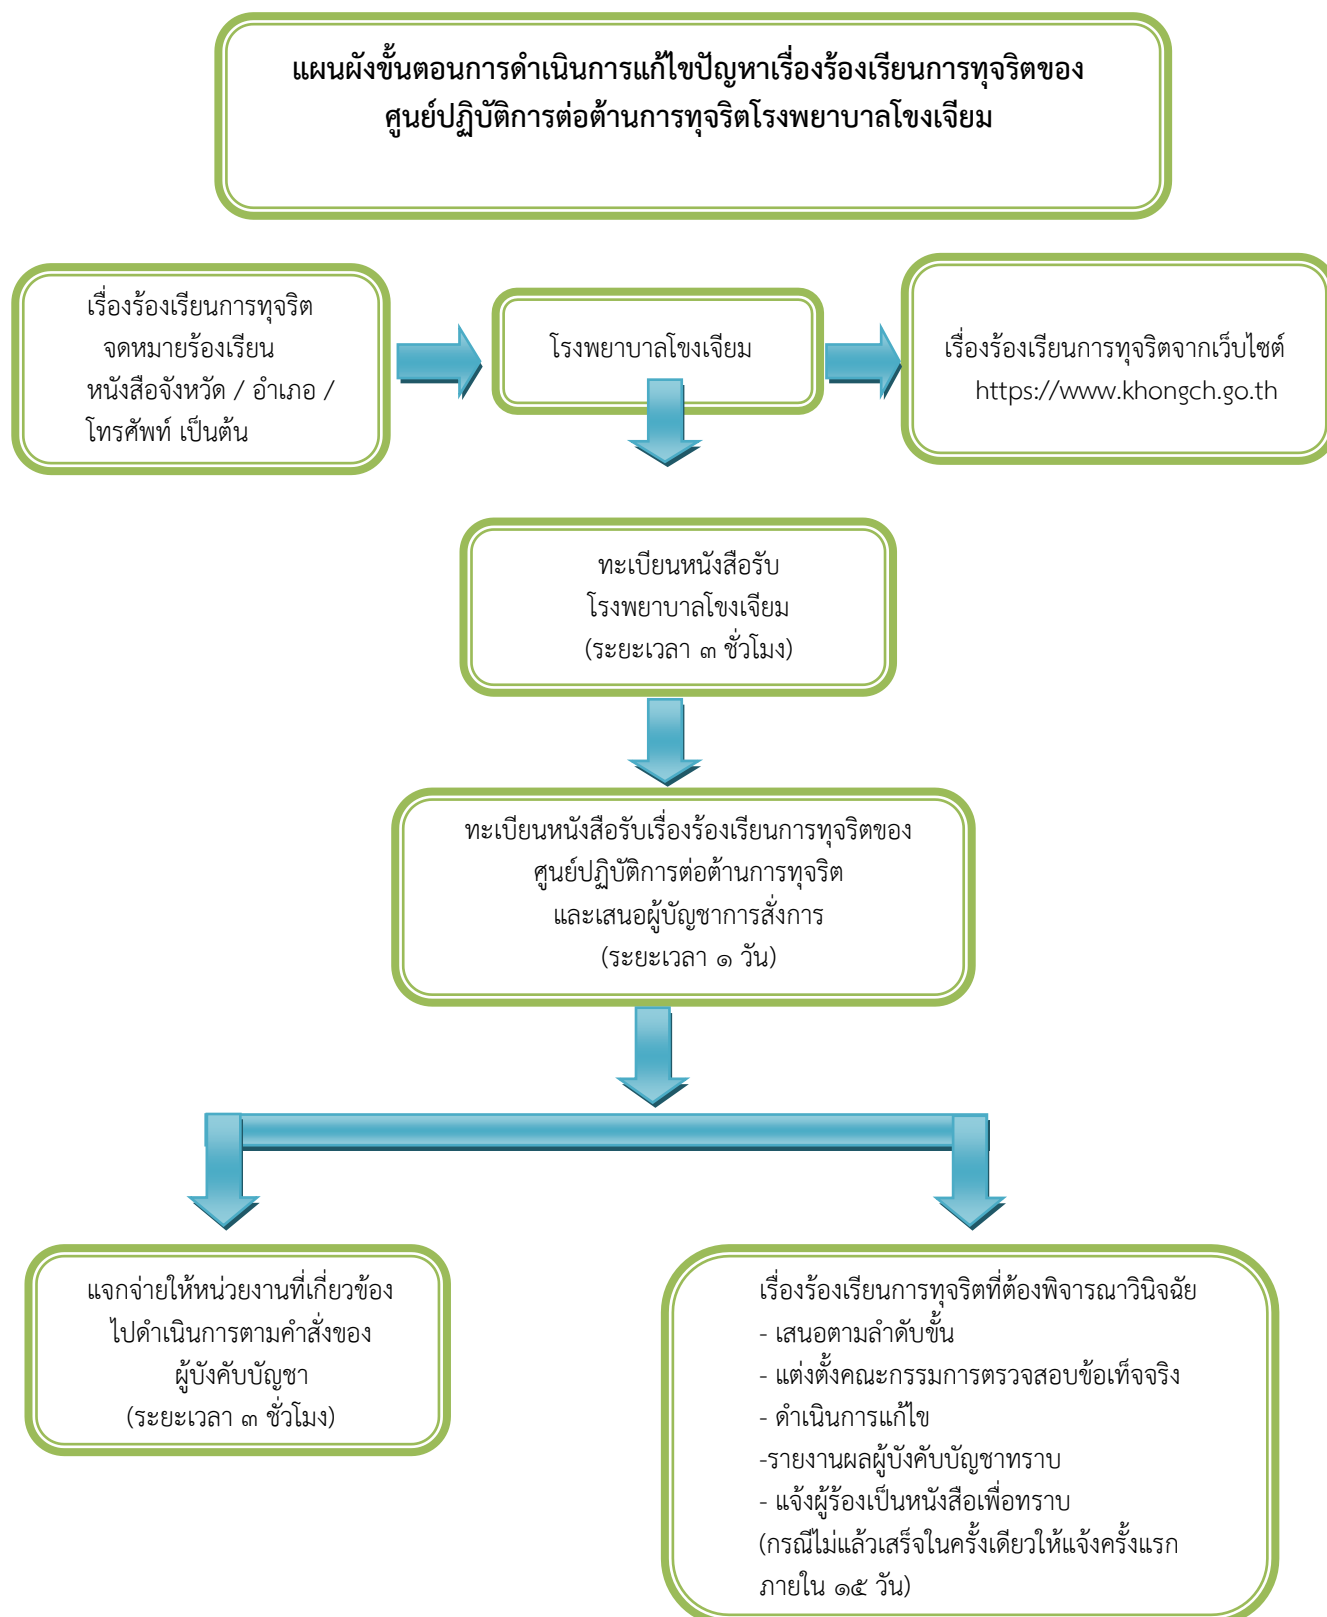 แผนผังขั้นตอนการดำเนินการแก้ไขปัญหาเรื่องร้องเรียนการทุจริตของ
ศูนย์ปฏิบัติการต่อต้านการทุจริตโรงพยาบาลโขงเจียม
เรื่องร้องเรียนการทุจริต
จดหมายร้องเรียน
หนังสือจังหวัด / อำเภอ /
โทรศัพท์ เป็นต้น
โรงพยาบาลโขงเจียม
เรื่องร้องเรียนการทุจริตจากเว็บไซต์
https://www.khongch.go.th
ทะเบียนหนังสือรับ
โรงพยาบาลโขงเจียม
(ระยะเวลา ๓ ชั่วโมง)
ทะเบียนหนังสือรับเรื่องร้องเรียนการทุจริตของ
ศูนย์ปฏิบัติการต่อต้านการทุจริต
และเสนอผู้บัญชาการสั่งการ
(ระยะเวลา ๑ วัน)
แจกจ่ายให้หน่วยงานที่เกี่ยวข้อง
ไปดำเนินการตามคำสั่งของ
ผู้บังคับบัญชา
(ระยะเวลา ๓ ชั่วโมง)
เรื่องร้องเรียนการทุจริตที่ต้องพิจารณาวินิจฉัย
- เสนอตามลำดับขั้น
- แต่งตั้งคณะกรรมการตรวจสอบข้อเท็จจริง
- ดำเนินการแก้ไข
-รายงานผลผู้บังคับบัญชาทราบ
- แจ้งผู้ร้องเป็นหนังสือเพื่อทราบ
(กรณีไม่แล้วเสร็จในครั้งเดียวให้แจ้งครั้งแรก
ภายใน ๑๕ วัน)